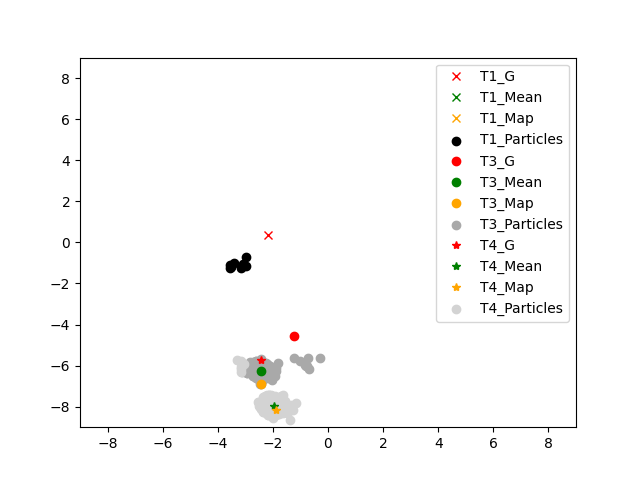 8
6
4
2
0
−2
−4
−6
−8
−8 −6 −4 −2 0 2 4 6 8
T1_G
T1_Mean
T1_Map
T1_Particles
T3_G
T3_Mean
T3_Map
T3_Particles
T4_G
T4_Mean
T4_Map
T4_Particles